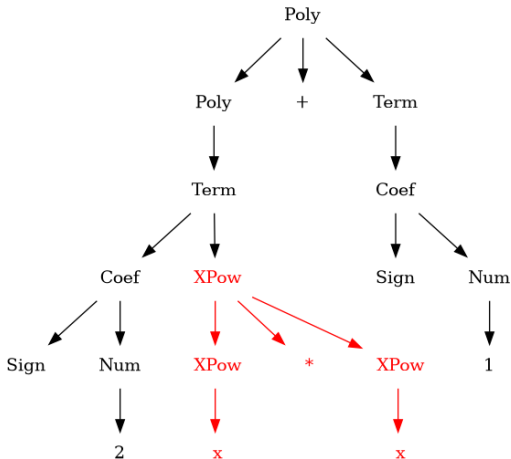 Poly
Poly + Term
Term Coef
Coef XPow Sign Num
Sign Num XPow * XPow 1
2 x x